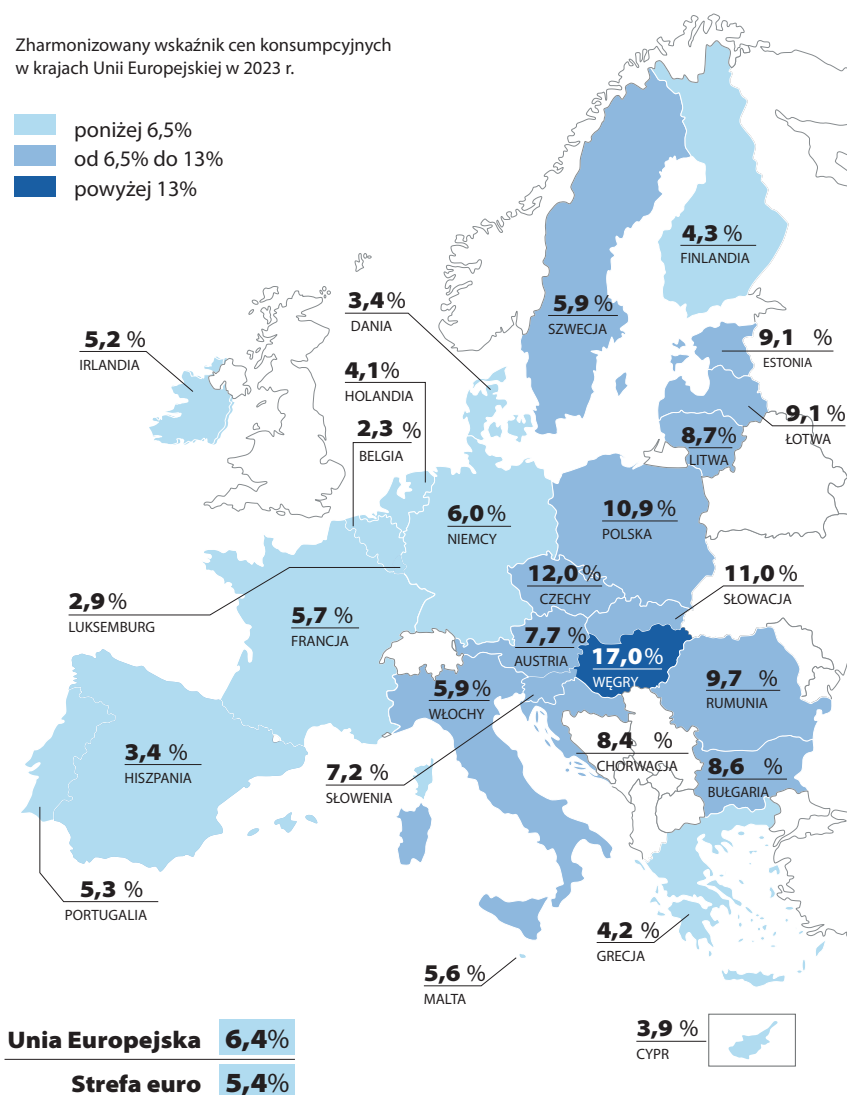 Zharmonizowany wskaźnik cen konsumpcyjnych
w krajach Unii Europejskiej w 2023 r.
poniżej 6,5%
od 6,5% do 13%
powyżej 13%
4,3 %
FINLANDIA
3,4 %
DANIA
5,9 %
SZWECJA
5,2 %
IRLANDIA
9,1 %
ESTONIA
4,1%
HOLANDIA
9,1 %
ŁOTWA
2,3 %
BELGIA
8,7%
LITWA
6,0 %
NIEMCY
10,9 %
POLSKA
12,0 %
CZECHY
11,0 %
SŁOWACJA
2,9 %
LUKSEMBURG
5,7 %
FRANCJA
7,7 %
AUSTRIA
17,0%
WĘGRY
5,9 %
WŁOCHY
9,7 %
RUMUNIA
3,4 %
HISZPANIA
7,2 %
SŁOWENIA
8,4 %
CHORWACJA
8,6 %
BUŁGARIA
5,3 %
PORTUGALIA
4,2 %
GRECJA
5,6 %
MALTA
3,9 %
CYPR
Unia Europejska 6,4%
Strefa euro 5,4%